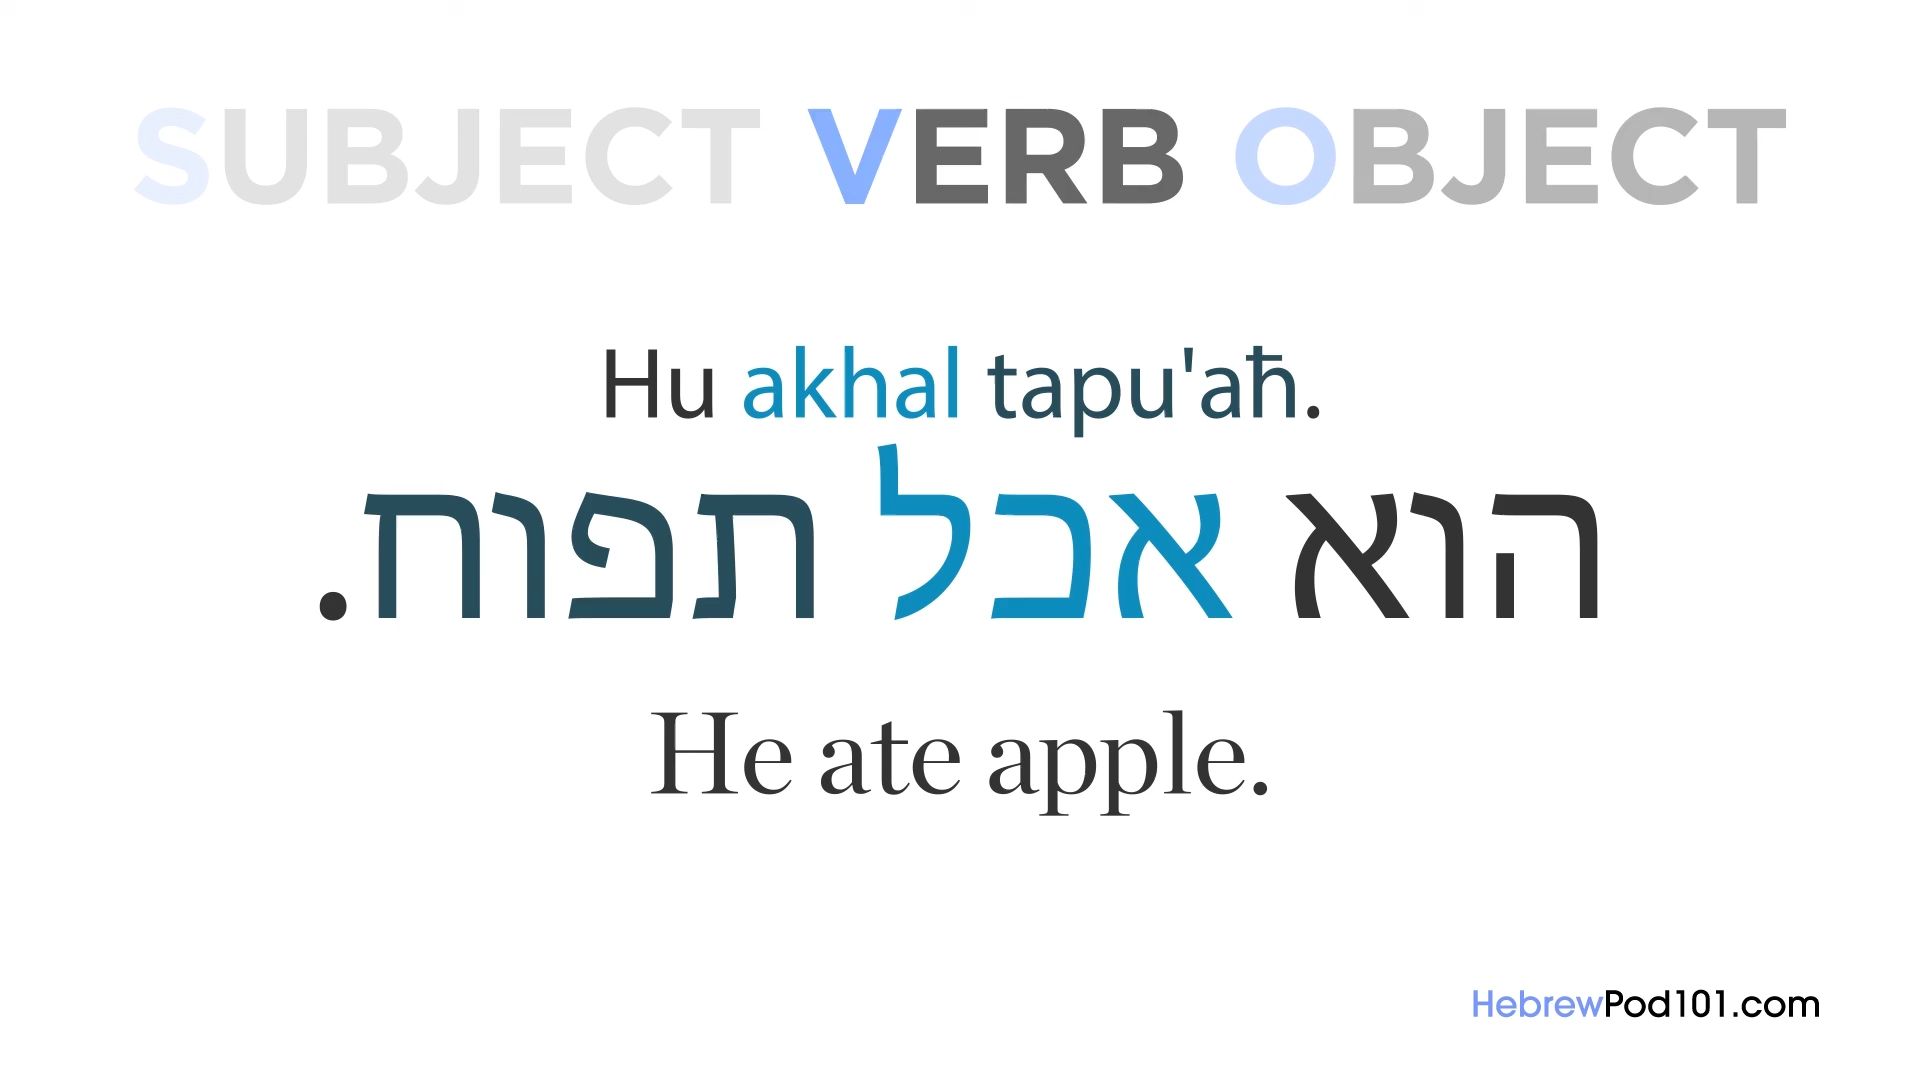 SUBJECT VERB OBJECT
Hu akhal tapu'aħ.
הוא אכל תפוח.
He ate apple.
HebrewPod101.com